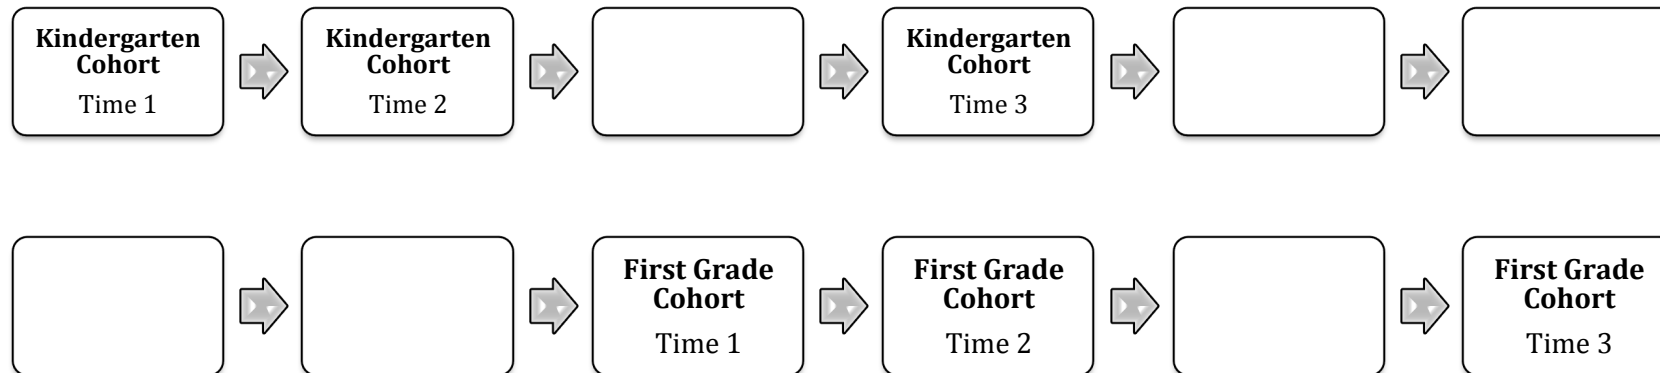 Kindergarten
Cohort
Time 1
Kindergarten
Cohort
Time 2
Kindergarten
Cohort
Time 3
First Grade
Cohort
Time 1
First Grade
Cohort
Time 2
First Grade
Cohort
Time 3